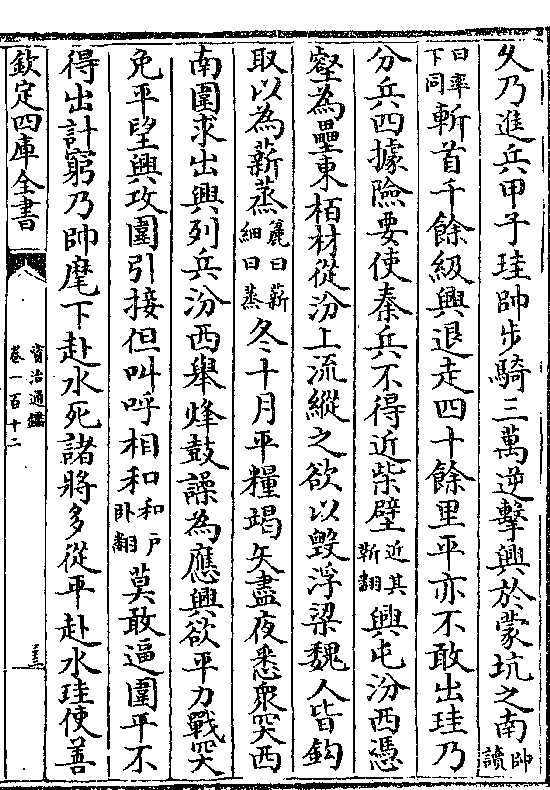 久乃進兵甲子珪帥步騎三萬逆擊興於蒙坑之南帥讀
曰率下同斬首千餘級興退走四十餘里平亦不敢出珪乃
分兵四據險要使秦兵不得近柴壁近其靳翻興屯汾西憑
壑為壘束栢材從汾上流縱之欲以毀浮梁魏人皆鈎
取以為薪蒸麄曰薪細曰蒸冬十月平糧竭矢盡夜悉衆突西
南圍求出興列兵汾西舉烽鼓譟為應興欲平力戰突
免平望興攻圍引接但叫呼相和和戶卧翻莫敢逼圍平不
得出計窮乃帥麾下赴水死諸將多從平赴水珪使善
欽定四庫全書
資治通鑑
卷一百十二